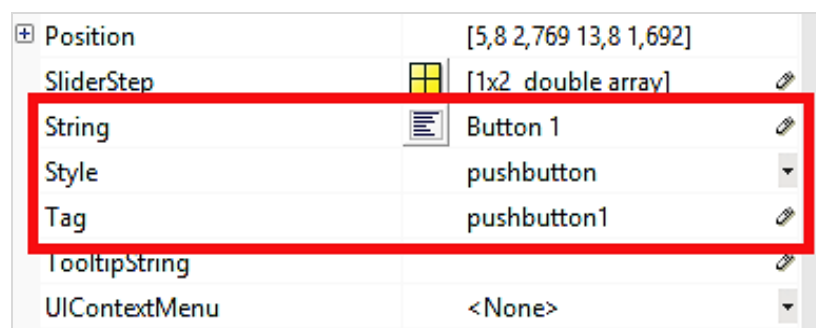 Position [5,8 2,769 13,8 1,692]
SliderStep [1x2 double array]
String Button 1
Style pushbutton
Tag pushbutton1
TooltipString
UIContextMenu <None>